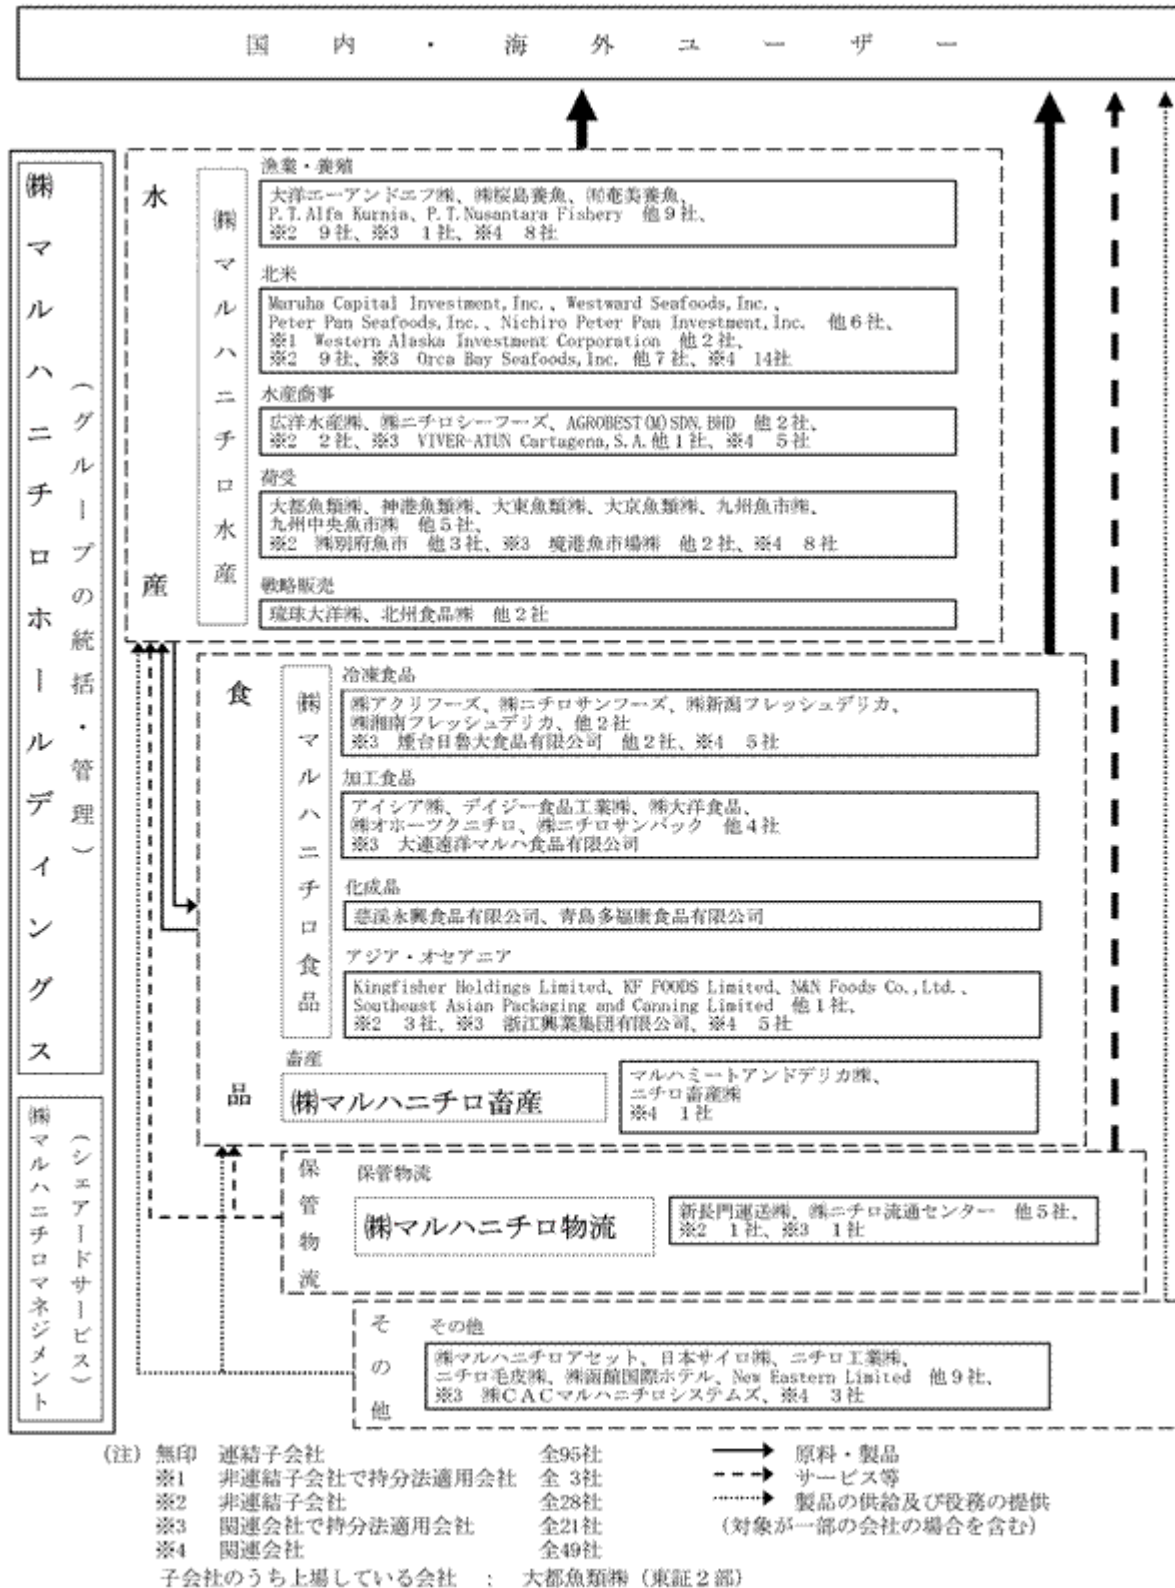 国内・海外ユーザー
㈱マルハニチロホールディングス
（グループの統括・管理）
㈱マルハニチロマネジメント
（シェアードサービス）
水産
㈱マルハニチロ水産
漁業・養殖
大洋エーアンドエフ㈱、㈱桜島養魚、㈲奄美養魚、
P.T.Alfa Kurnia、P.T.Nusantara Fishery 他9社、
※2 9社、※3 1社、※4 8社
北米
Maruha Capital Investment,Inc.、Westward Seafoods,Inc.、
Peter Pan Seafoods,Inc.、Nichiro Peter Pan Investment,Inc. 他6社、
※1 Western Alaska Investment Corporation 他2社、
※2 9社、※3 Orca Bay Seafoods,Inc. 他7社、※4 14社
水産商事
広洋水産㈱、㈱ニチロシーフーズ、AGROBEST(M)SDN.BHD 他2社、
※2 2社、※3 VIVER-ATUN Cartagena,S.A.他1社、※4 5社
荷受
大都魚類㈱、神港魚類㈱、大東魚類㈱、大京魚類㈱、九州魚市㈱、
九州中央魚市㈱ 他5社、
※2 ㈱別府魚市 他3社、※3 境港魚市場㈱ 他2社、※4 8社
戦略販売
琉球大洋㈱、北州食品㈱ 他2社
食品
㈱マルハニチロ食品
冷凍食品
㈱アクリフーズ、㈱ニチロサンフーズ、㈱新潟フレッシュデリカ、
㈱湘南フレッシュデリカ、他2社
※3 煙台日魯大食品有限公司 他2社、※4 5社
加工食品
アイシア㈱、デイジー食品工業㈱、㈱大洋食品、
㈱オホーツクニチロ、㈱ニチロサンパック 他4社
※3 大連遠洋マルハ食品有限公司
化成品
慈渓永興食品有限公司、青島多福康食品有限公司
アジア・オセアニア
Kingfisher Holdings Limited、KF FOODS Limited、N&N Foods Co.,Ltd.、
Southeast Asian Packaging and Canning Limited 他1社、
※2 3社、※3 浙江興業集団有限公司、※4 5社
畜産
㈱マルハニチロ畜産
マルハミートアンドデリカ㈱、
ニチロ畜産㈱
※4 1社
保管物流
保管物流
㈱マルハニチロ物流
新長門運送㈱、㈱ニチロ流通センター 他5社、
※2 1社、※3 1社
その他
その他
㈱マルハニチロアセット、日本サイロ㈱、ニチロ工業㈱、
ニチロ毛皮㈱、㈱函館国際ホテル、New Eastern Limited 他9社、
※3 ㈱CACマルハニチロシステムズ、※4 3社
（注） 無印 連結子会社 全95社
※1 非連結子会社で持分法適用会社 全 3社
※2 非連結子会社 全28社
※3 関連会社で持分法適用会社 全21社
※4 関連会社 全49社
子会社のうち上場している会社 ： 大都魚類㈱（東証2部）
原料・製品
サービス等
製品の供給及び役務の提供
（対象が一部の会社の場合を含む）